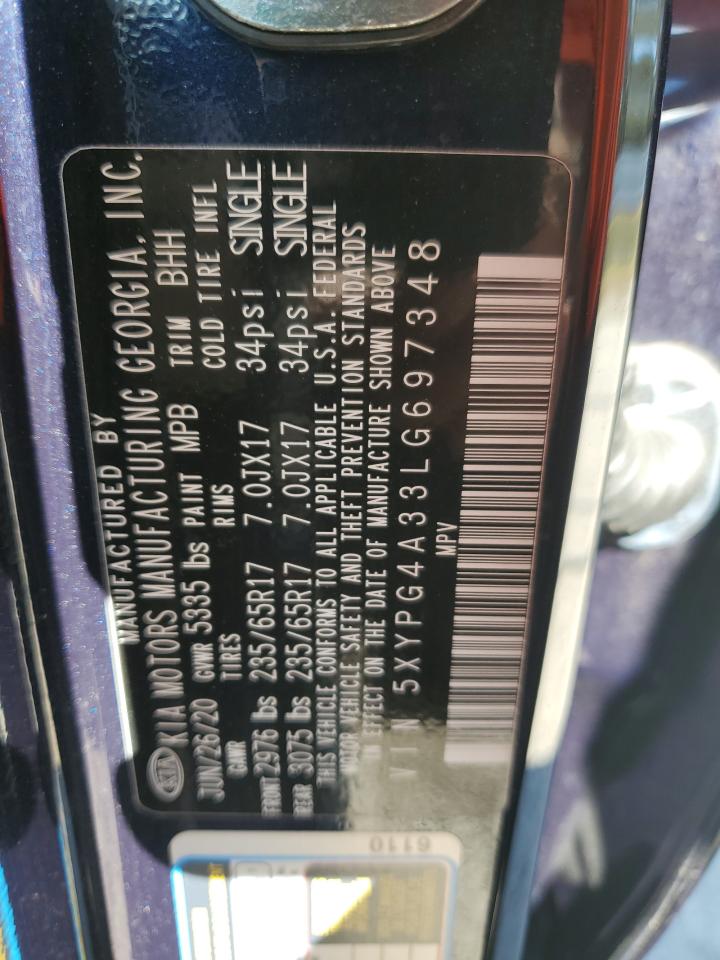 MANUFACTURED BY
KIA KIA MOTORS MANUFACTURING GEORGIA, INC.
JUN/26/20 GVWR 5335 lbs PAINT MPB TRIM BHH
GWR TIRES RIMS COLD TIRE INFL
FRONT 2976 lbs 235/65R17 7.0JX17 34psi SINGLE
REAR 3075 lbs 235/65R17 7.0JX17 34psi SINGLE
THIS VEHICLE CONFORMS TO ALL APPLICABLE U.S.A. FEDERAL
MOTOR VEHICLE SAFETY AND THEFT PREVENTION STANDARDS
IN EFFECT ON THE DATE OF MANUFACTURE SHOWN ABOVE
VIN 5XYPG4A33LG697348
MPV
6110